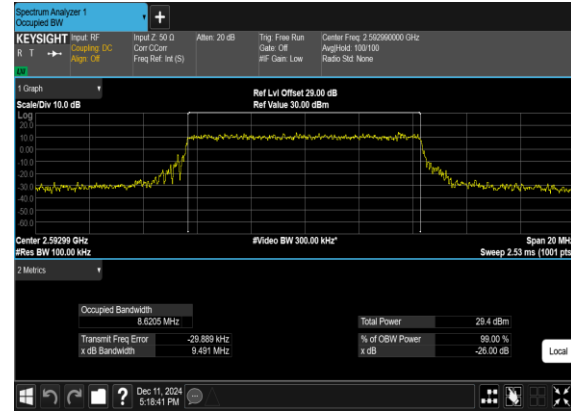 Spectrum Analyzer 1
Occupied BW
KEYSIGHT
R T
LU
Input: RF
Coupling: DC
Align: Off
Input Z: 50 Ω
Corr CCorr
Freq Ref: Int (S)
Atten: 20 dB
Trig: Free Run
Gate: Off
#IF Gain: Low
Center Freq: 2.592990000 GHz
Avg|Hold: 100/100
Radio Std: None
1 Graph
Scale/Div 10.0 dB
Ref Lvl Offset 29.00 dB
Ref Value 30.00 dBm
Log
20.0
10.0
0.00
-10.0
-20.0
-30.0
-40.0
-50.0
-60.0
Center 2.59299 GHz
#Res BW 100.00 kHz
#Video BW 300.00 kHz*
Span 20 MHz
Sweep 2.53 ms (1001 pts)
2 Metrics
Occupied Bandwidth
8.6205 MHz
Transmit Freq Error -29.889 kHz
x dB Bandwidth 9.491 MHz
Total Power 29.4 dBm
% of OBW Power 99.00 %
x dB -26.00 dB
Local
?
Dec 11, 2024
5:18:41 PM